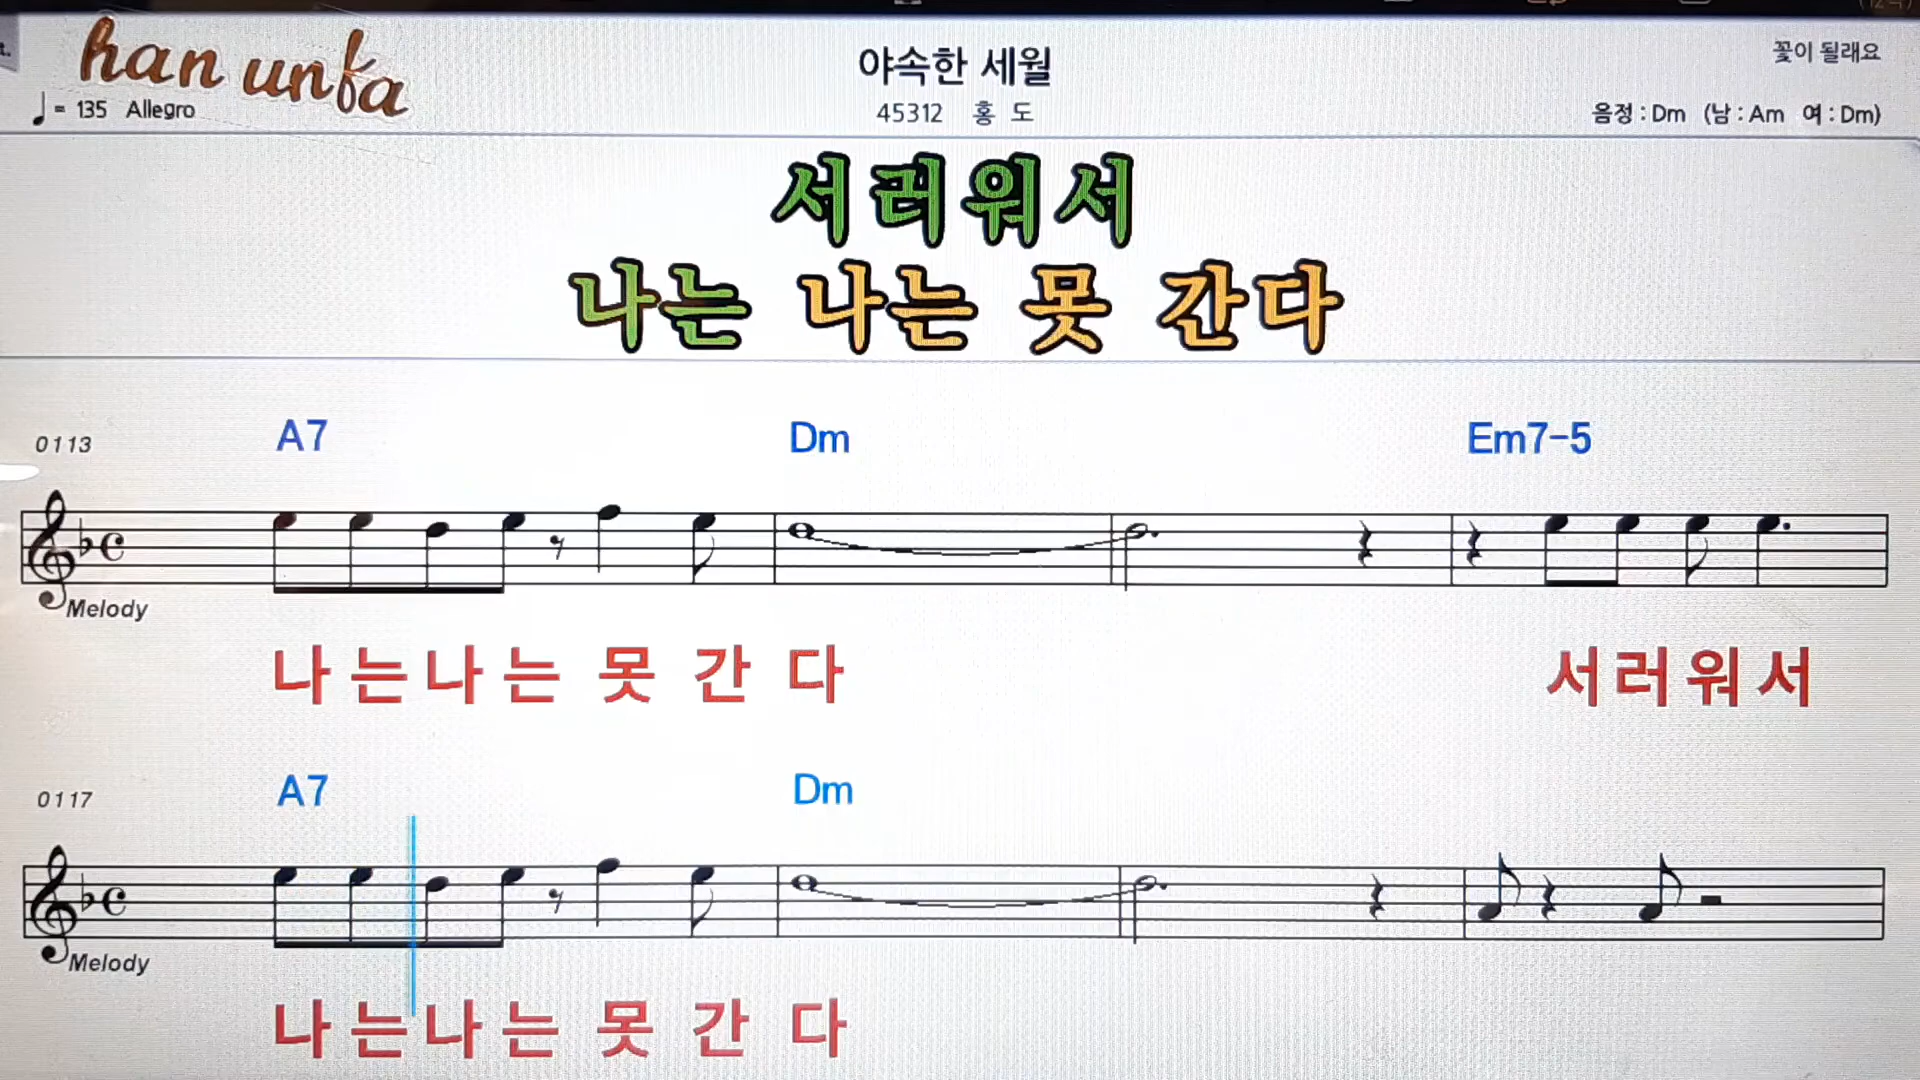 han unfa
♩= 135 Allegro
야속한 세월
45312 홍 도
꽃이 될래요
음정 : Dm (남 : Am 여 : Dm)
서러워서
나는 나는 못 간다
0113 A7 Dm Em7-5
Melody
나는나는 못 간 다 서러워서
0117 A7 Dm
Melody
나는나는 못 간 다